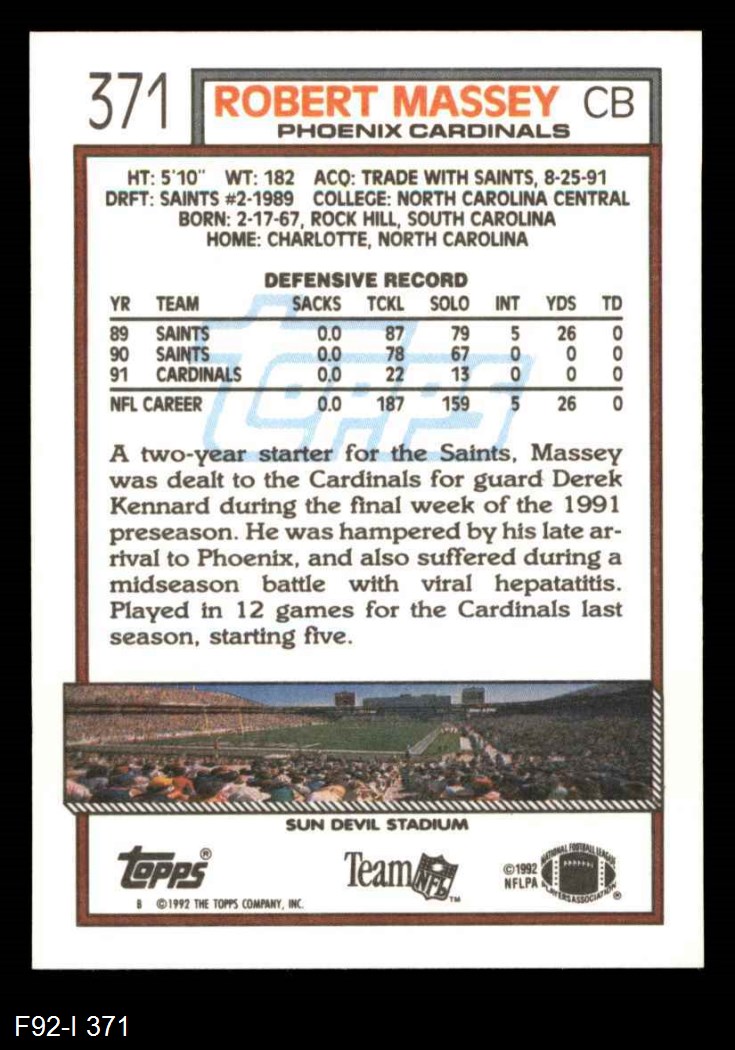 371
ROBERT MASSEY CB
PHOENIX CARDINALS
HT: 5'10" WT: 182 ACQ: TRADE WITH SAINTS, 8-25-91
DRFT: SAINTS #2-1989 COLLEGE: NORTH CAROLINA CENTRAL
BORN: 2-17-67, ROCK HILL, SOUTH CAROLINA
HOME: CHARLOTTE, NORTH CAROLINA
DEFENSIVE RECORD
YR TEAM SACKS TCKL SOLO INT YDS TD
89 SAINTS 0.0 87 79 5 26 0
90 SAINTS 0.0 78 67 0 0 0
91 CARDINALS 0.0 22 13 0 0 0
NFL CAREER 0.0 187 159 5 26 0
topps
A two-year starter for the Saints, Massey
was dealt to the Cardinals for guard Derek
Kennard during the final week of the 1991
preseason. He was hampered by his late ar-
rival to Phoenix, and also suffered during a
midseason battle with viral hepatatitis.
Played in 12 games for the Cardinals last
season, starting five.
SUN DEVIL STADIUM
topps®
Team NFL™
©1992
NFLPA
NATIONAL FOOTBALL LEAGUE
PLAYERS ASSOCIATION®
B ©1992 THE TOPPS COMPANY, INC.
F92-I 371